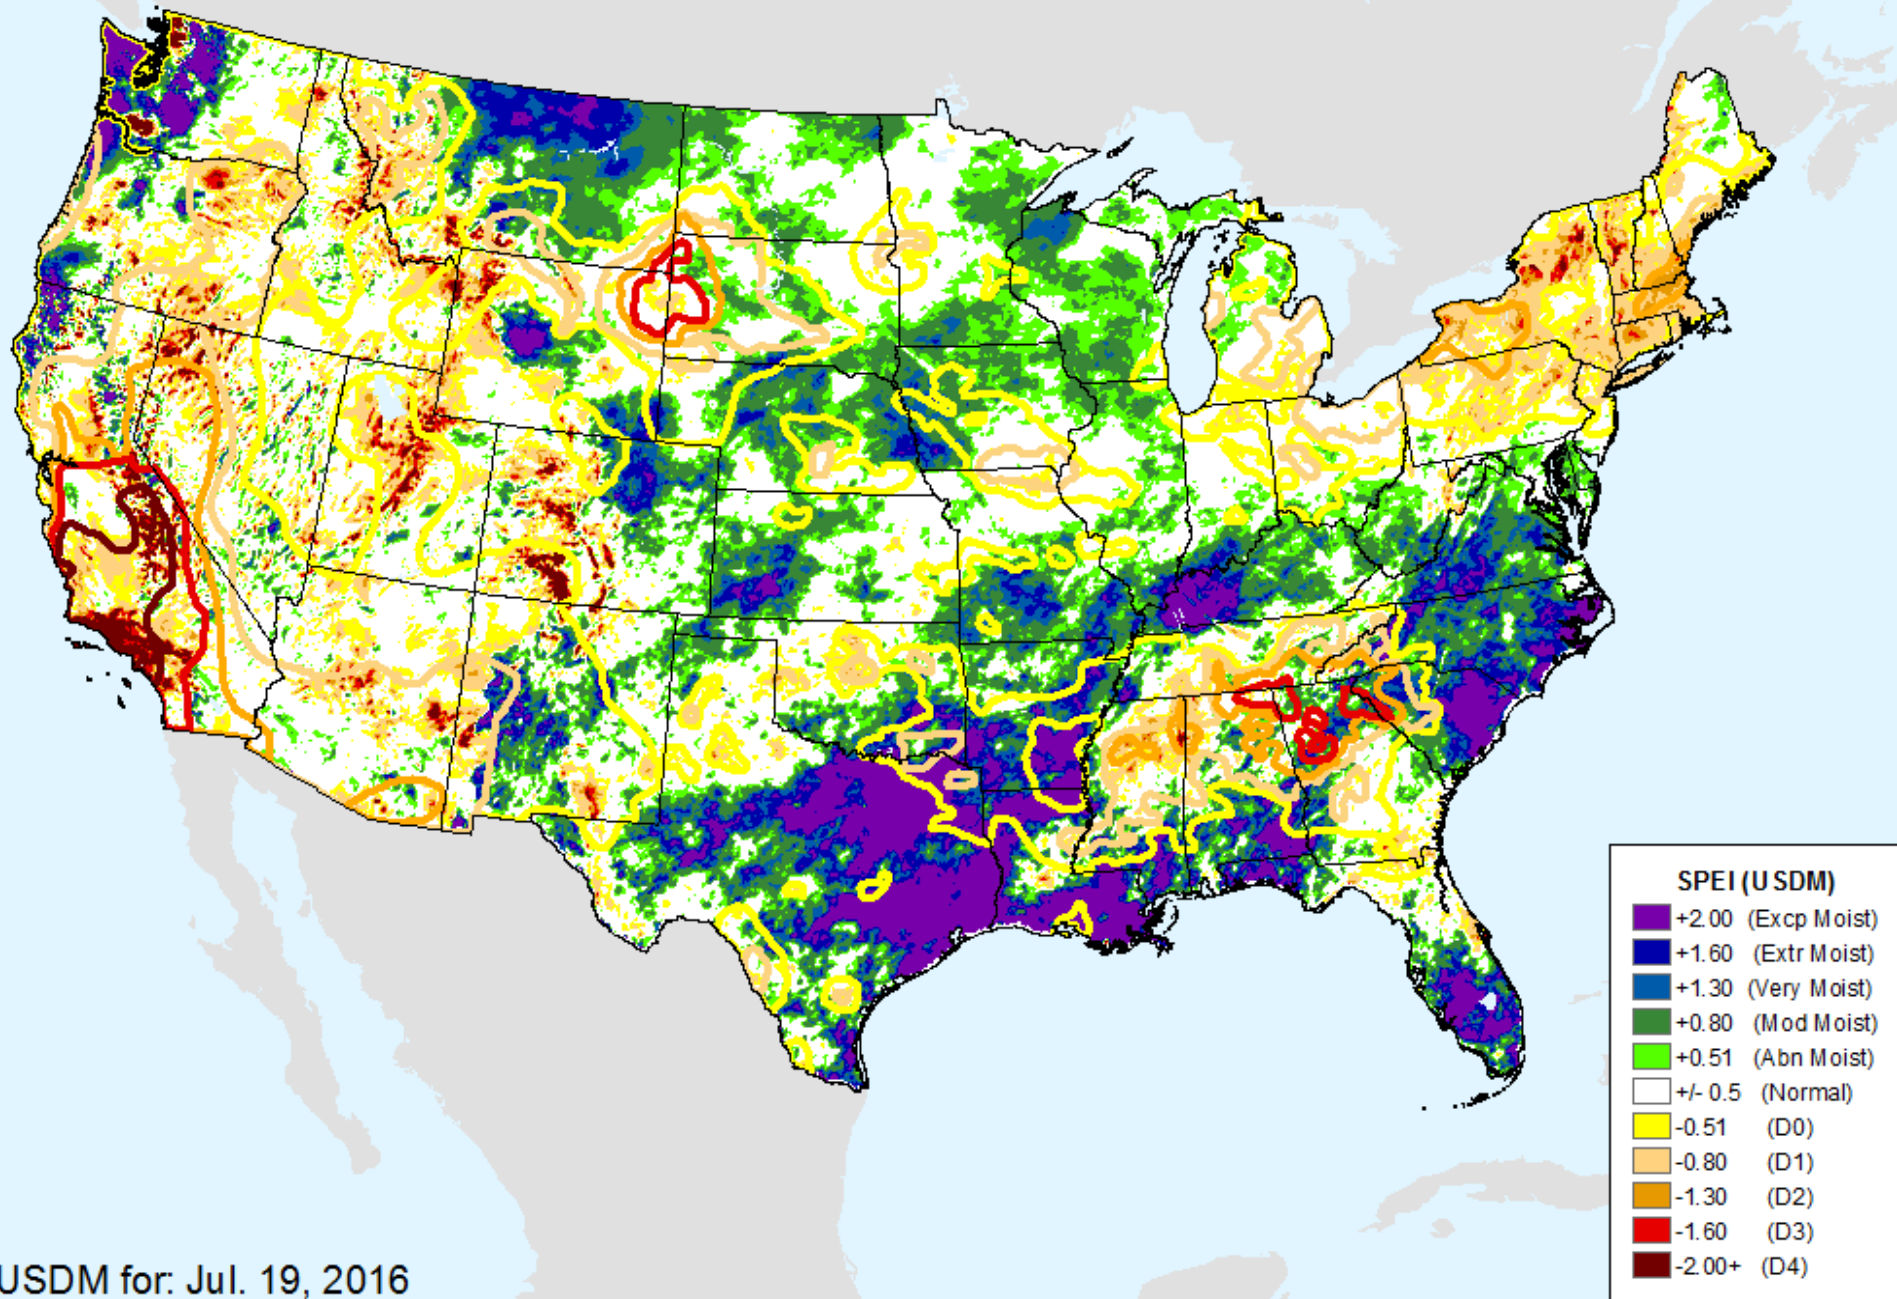 SPEI (USDM)
+2.00 (Excp Moist)
+1.60 (Extr Moist)
+1.30 (Very Moist)
+0.80 (Mod Moist)
+0.51 (Abn Moist)
+/- 0.5 (Normal)
-0.51 (D0)
-0.80 (D1)
-1.30 (D2)
-1.60 (D3)
-2.00+ (D4)
USDM for: Jul. 19, 2016